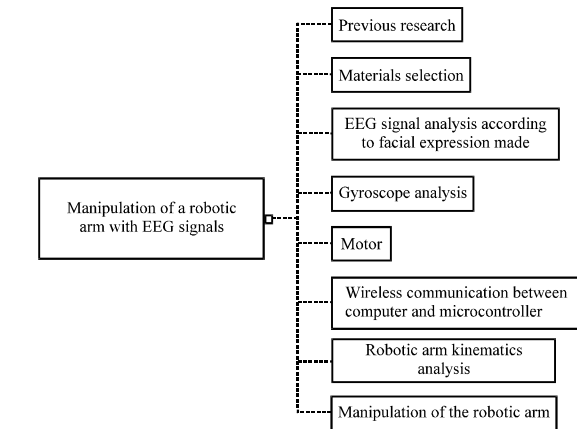 Previous research
Materials selection
EEG signal analysis according
to facial expression made
Gyroscope analysis
Manipulation of a robotic
arm with EEG signals
Motor
Wireless communication between
computer and microcontroller
Robotic arm kinematics
analysis
Manipulation of the robotic arm